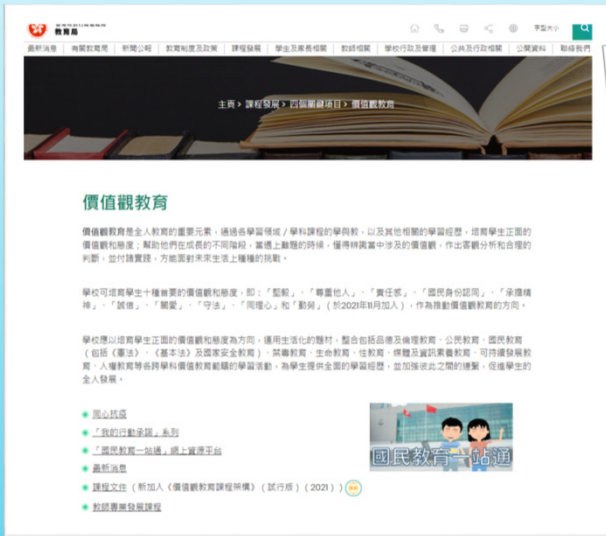 教育局
字型大小
最新消息 | 有關教育局 | 新聞公報 | 教育制度及政策 | 課程發展 | 學生及家長相關 | 教師相關 | 學校行政及管理 | 公共及行政相關 | 公開資料 | 聯絡我們
主頁 > 課程發展 > 四個關鍵項目 > 價值觀教育
價值觀教育
價值觀教育是全人教育的重要元素，通過各學習領域 / 學科課程的學與教，以及其他相關的學習經歷，培育學生正面的
價值觀和態度；幫助他們在成長的不同階段，當遇上難題的時候，懂得辨識當中涉及的價值觀，作出客觀分析和合理的
判斷，並付諸實踐，方能面對未來生活上種種的挑戰。
學校可培育學生十種首要的價值觀和態度，即：「堅毅」、「尊重他人」、「責任感」、「國民身份認同」、「承擔精
神」、「誠信」、「關愛」、「守法」、「同理心」和「勤勞」（於2021年11月加入），作為推動價值觀教育的方向。
學校應以培育學生正面的價值觀和態度為方向，運用生活化的題材，整合包括品德及倫理教育、公民教育、國民教育
（包括《憲法》、《基本法》及國家安全教育）、禁毒教育、生命教育、性教育、媒體及資訊素養教育、可持續發展教
育、人權教育等各跨學科價值教育範疇的學習活動，為學生提供全面的學習經歷，並加強彼此之間的連繫，促進學生的
全人發展。
同心抗疫
「我的行動承諾」系列
「國民教育一站通」網上資源平台
最新消息
課程文件（新加入《價值觀教育課程架構》（試行版）（2021））
教師專業發展課程
國民教育一站通